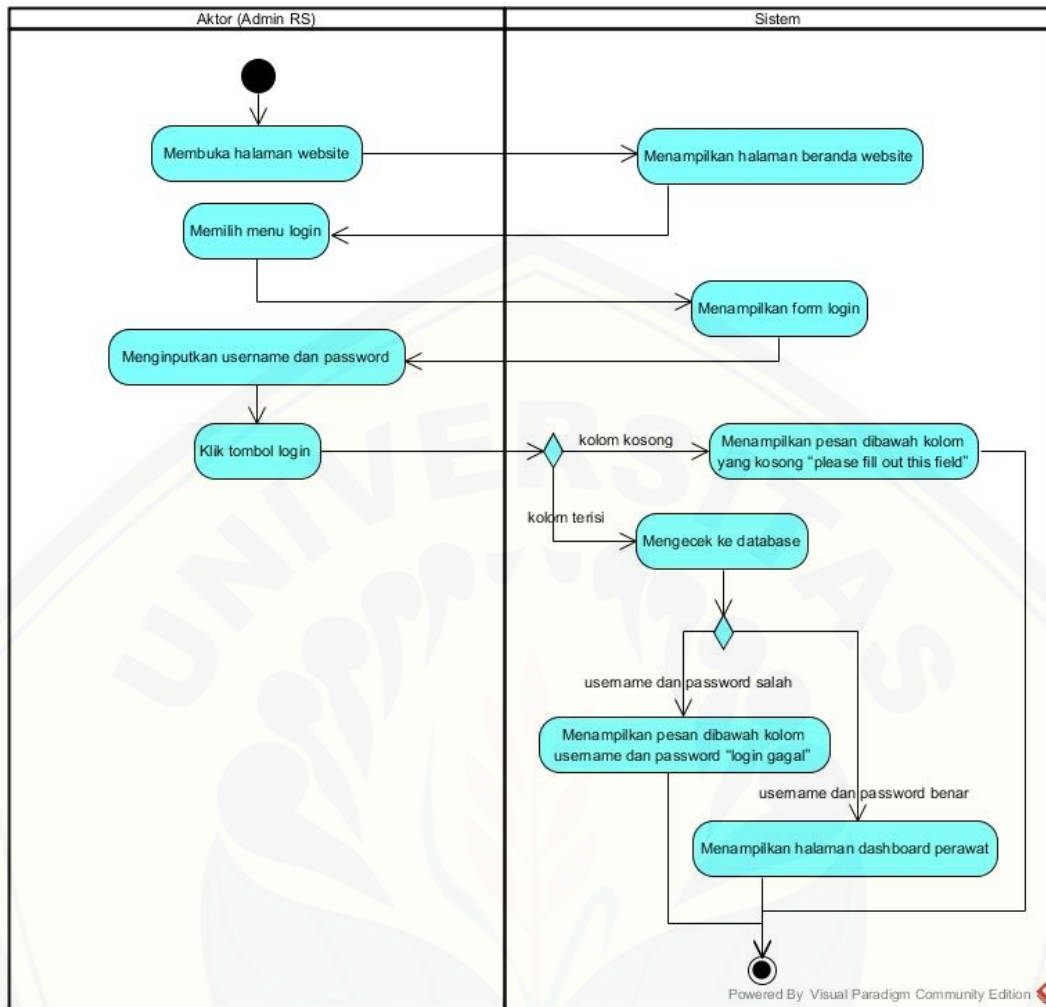 Aktor (Admin RS)
Sistem
Membuka halaman website
Menampilkan halaman beranda website
Memilih menu login
Menampilkan form login
Menginputkan username dan password
Klik tombol login
kolom kosong
Menampilkan pesan dibawah kolom
yang kosong “please fill out this field”
kolom terisi
Mengecek ke database
username dan password salah
Menampilkan pesan dibawah kolom
username dan password “login gagal”
username dan password benar
Menampilkan halaman dashboard perawat
UNIVERSITAS
Powered By Visual Paradigm Community Edition